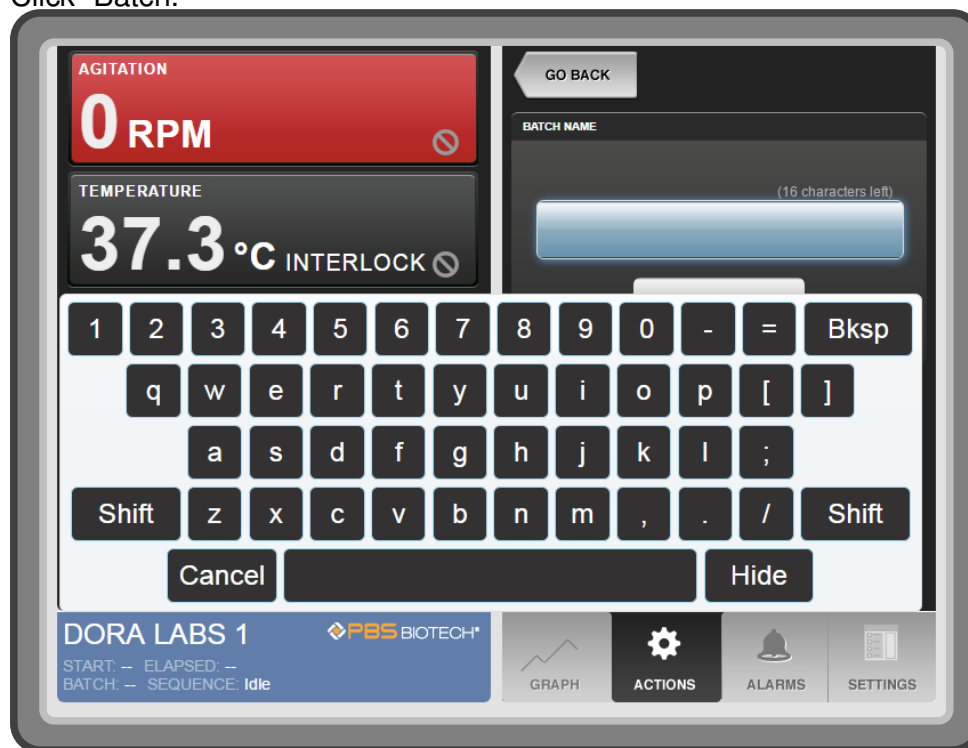 Click "Batch."
AGITATION
0 RPM
TEMPERATURE
37.3 °C INTERLOCK
GO BACK
BATCH NAME
(16 characters left)
1 2 3 4 5 6 7 8 9 0 - = Bksp
q w e r t y u i o p [ ]
a s d f g h j k l ;
Shift z x c v b n m , . / Shift
Cancel Hide
DORA LABS 1
PBS BIOTECH®
START: -- ELAPSED: --
BATCH: -- SEQUENCE: Idle
GRAPH ACTIONS ALARMS SETTINGS